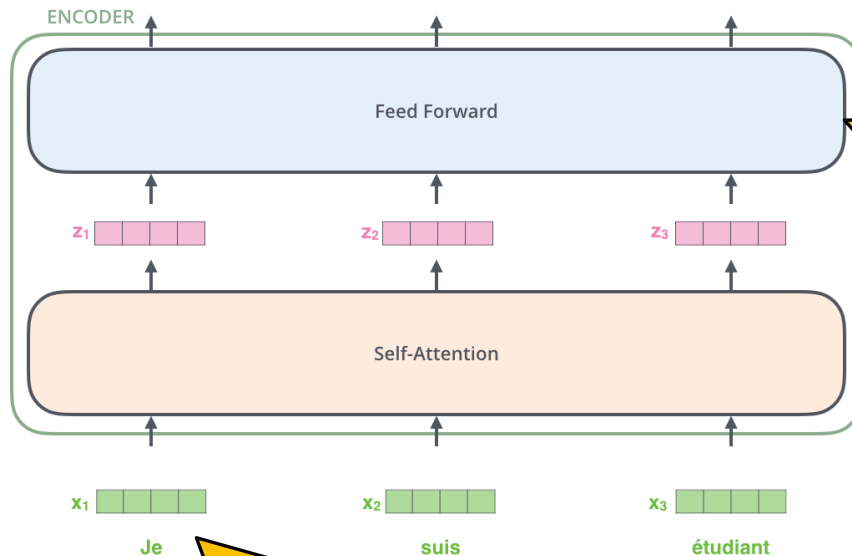 ENCODER
Feed Forward
z₁ z₂ z₃
Self-Attention
x₁ x₂ x₃
Je suis étudiant